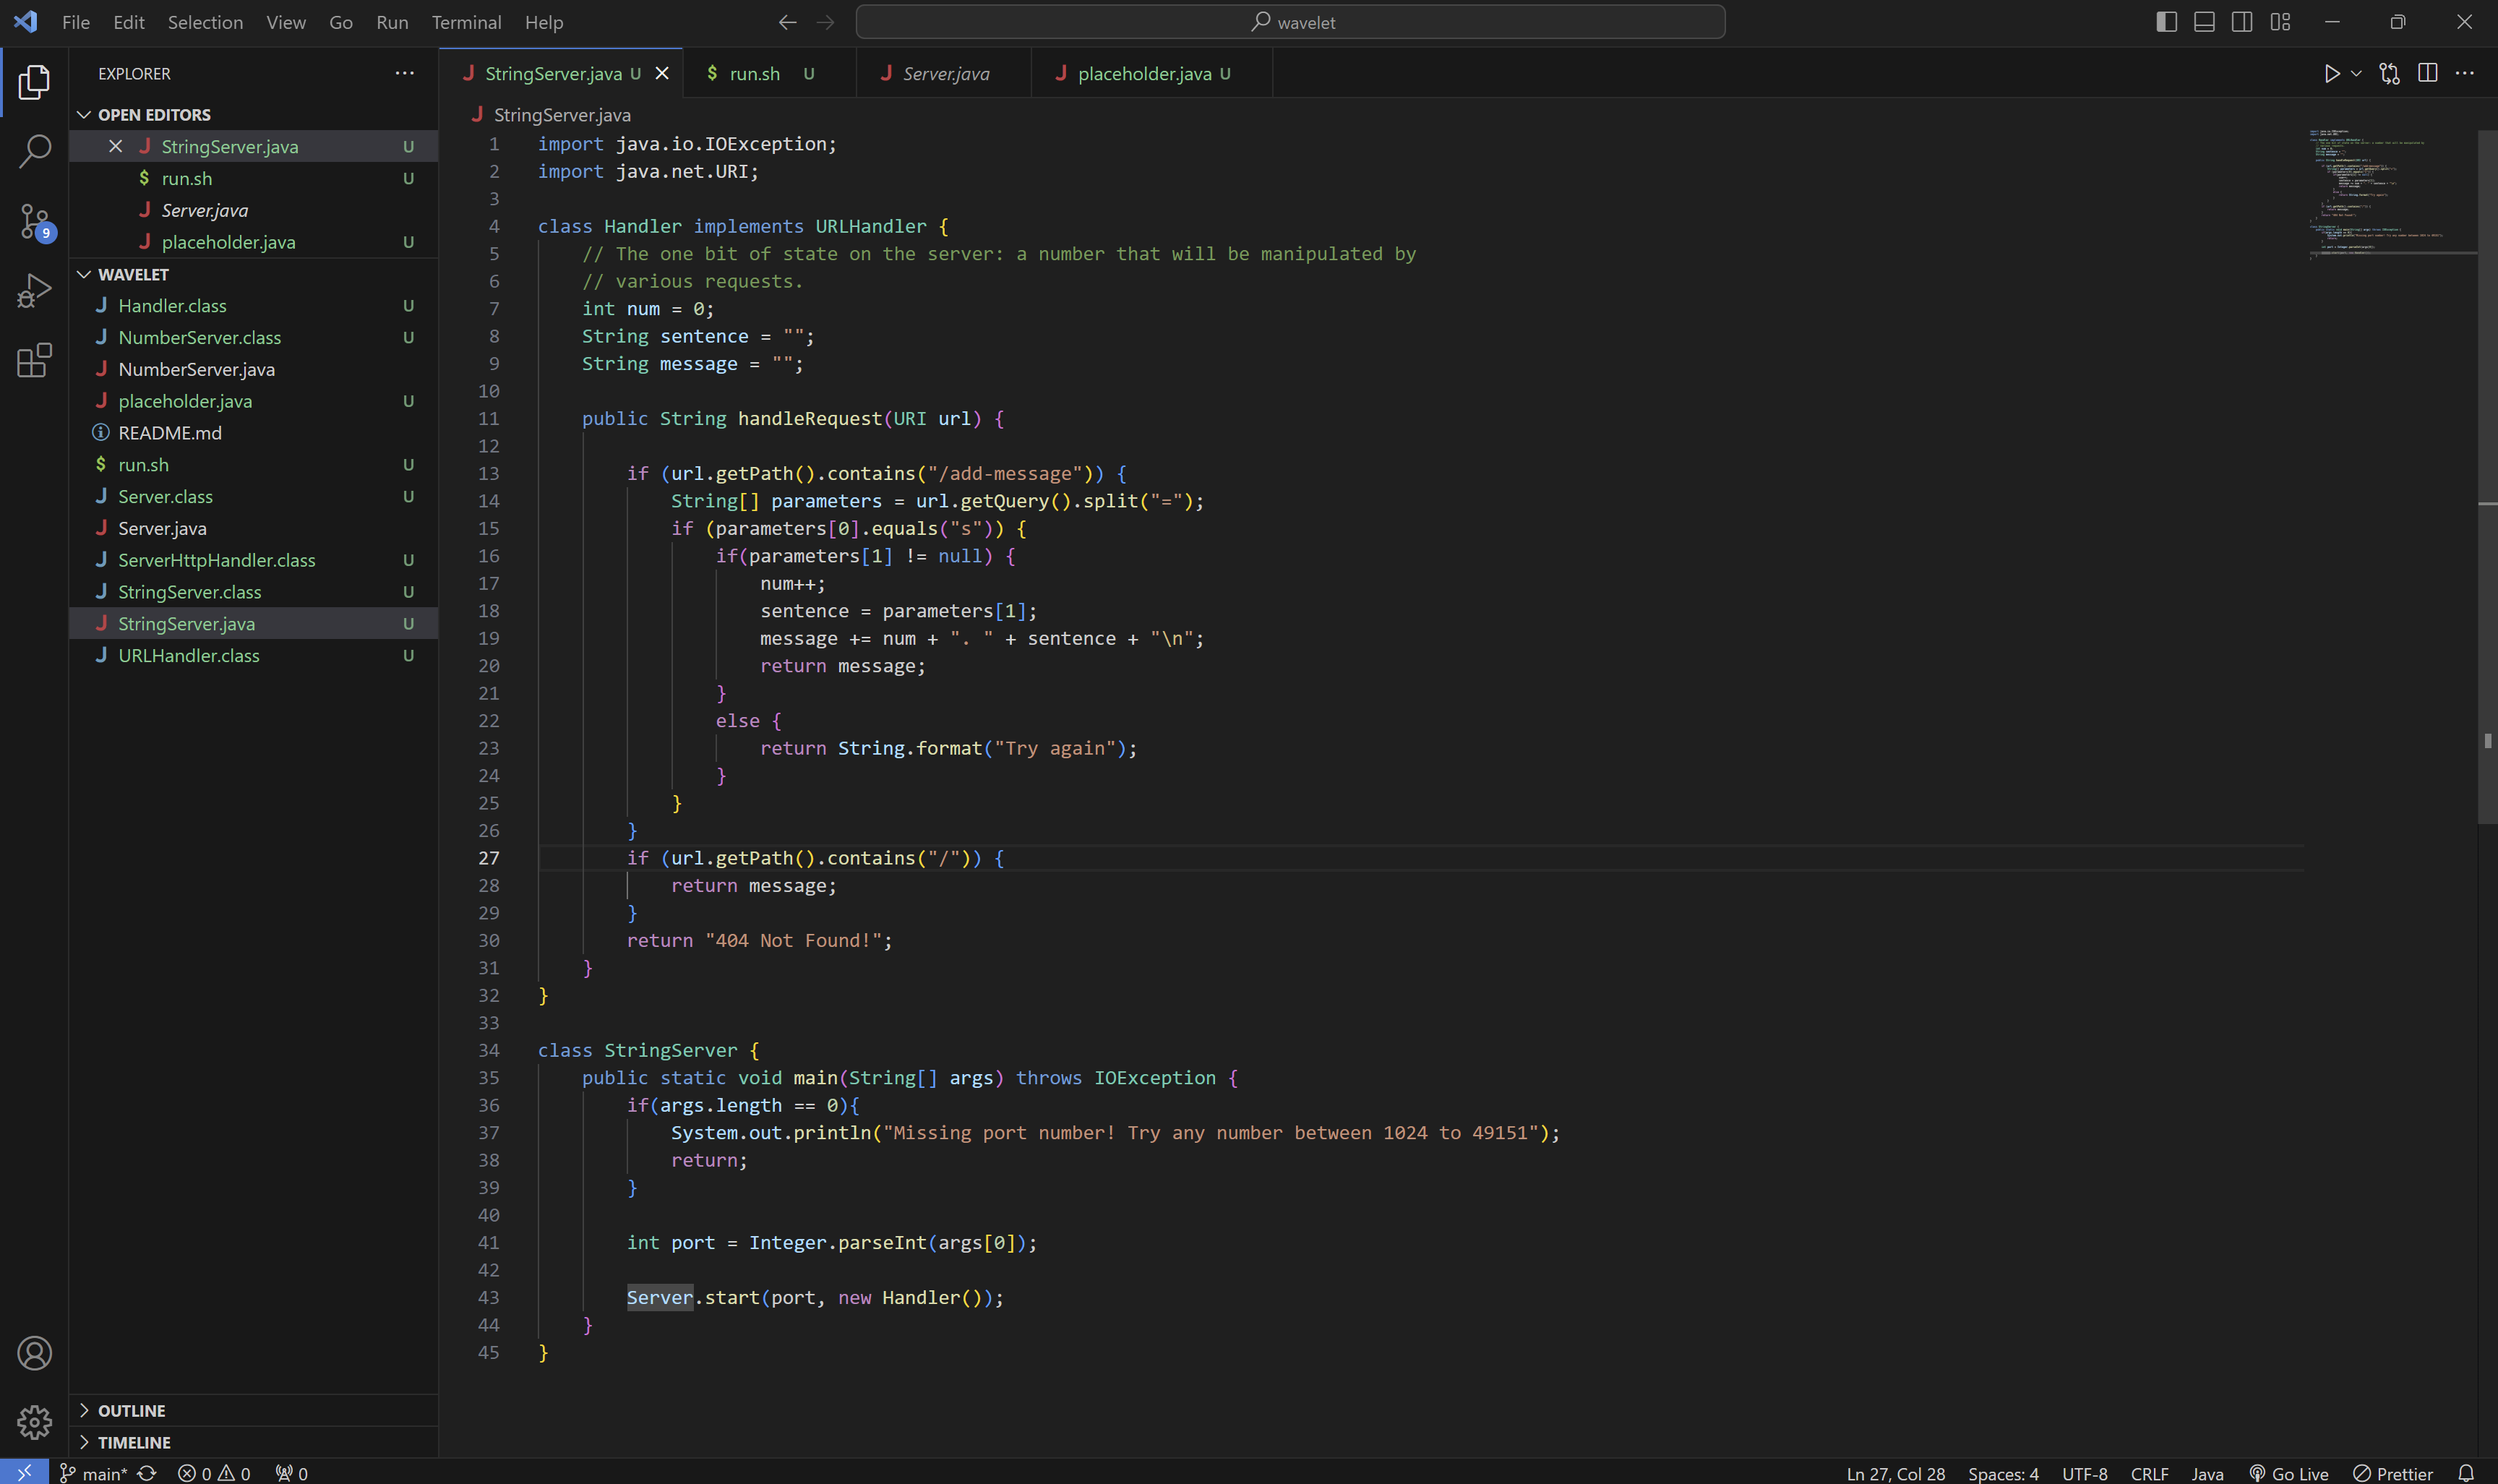 File Edit Selection View Go Run Terminal Help
wavelet
EXPLORER
OPEN EDITORS
StringServer.java U
run.sh U
Server.java
placeholder.java U
WAVELET
Handler.class U
NumberServer.class U
NumberServer.java
placeholder.java U
README.md
run.sh U
Server.class U
Server.java
ServerHttpHandler.class U
StringServer.class U
StringServer.java U
URLHandler.class U
OUTLINE
TIMELINE
9
StringServer.java U run.sh U Server.java placeholder.java U
StringServer.java
1 import java.io.IOException;
2 import java.net.URI;
3
4 class Handler implements URLHandler {
5     // The one bit of state on the server: a number that will be manipulated by
6     // various requests.
7     int num = 0;
8     String sentence = "";
9     String message = "";
10
11     public String handleRequest(URI url) {
12
13         if (url.getPath().contains("/add-message")) {
14             String[] parameters = url.getQuery().split("=");
15             if (parameters[0].equals("s")) {
16                 if(parameters[1] != null) {
17                     num++;
18                     sentence = parameters[1];
19                     message += num + ". " + sentence + "\n";
20                     return message;
21                 }
22                 else {
23                     return String.format("Try again");
24                 }
25             }
26         }
27         if (url.getPath().contains("/")) {
28             return message;
29         }
30         return "404 Not Found!";
31     }
32 }
33
34 class StringServer {
35     public static void main(String[] args) throws IOException {
36         if(args.length == 0){
37             System.out.println("Missing port number! Try any number between 1024 to 49151");
38             return;
39         }
40
41         int port = Integer.parseInt(args[0]);
42
43         Server.start(port, new Handler());
44     }
45 }
main* 0 0 0 Ln 27, Col 28 Spaces: 4 UTF-8 CRLF Java Go Live Prettier